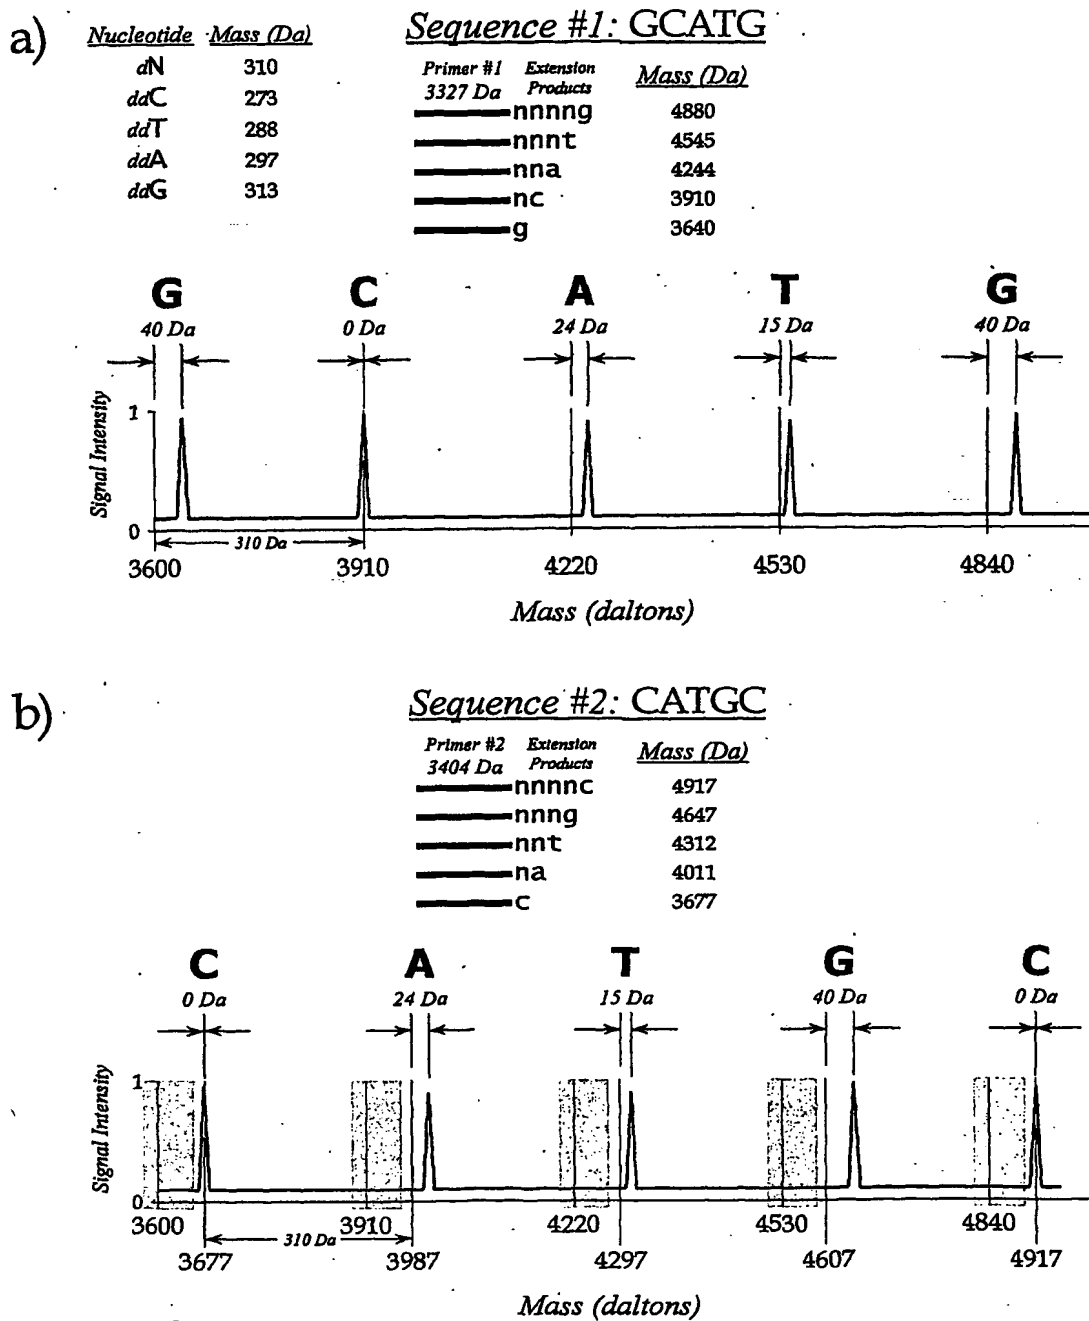 a)
Nucleotide Mass (Da)
dN 310
ddC 273
ddT 288
ddA 297
ddG 313
Sequence #1: GCATG
Primer #1 Extension
3327 Da Products Mass (Da)
nnnng 4880
nnnt 4545
nna 4244
nc 3910
g 3640
G C A T G
40 Da 0 Da 24 Da 15 Da 40 Da
Signal Intensity
1
0
310 Da
3600 3910 4220 4530 4840
Mass (daltons)
b)
Sequence #2: CATGC
Primer #2 Extension
3404 Da Products Mass (Da)
nnnnc 4917
nnng 4647
nnt 4312
na 4011
c 3677
C A T G C
0 Da 24 Da 15 Da 40 Da 0 Da
Signal Intensity
1
0
3600 3910 4220 4530 4840
310 Da
3677 3987 4297 4607 4917
Mass (daltons)